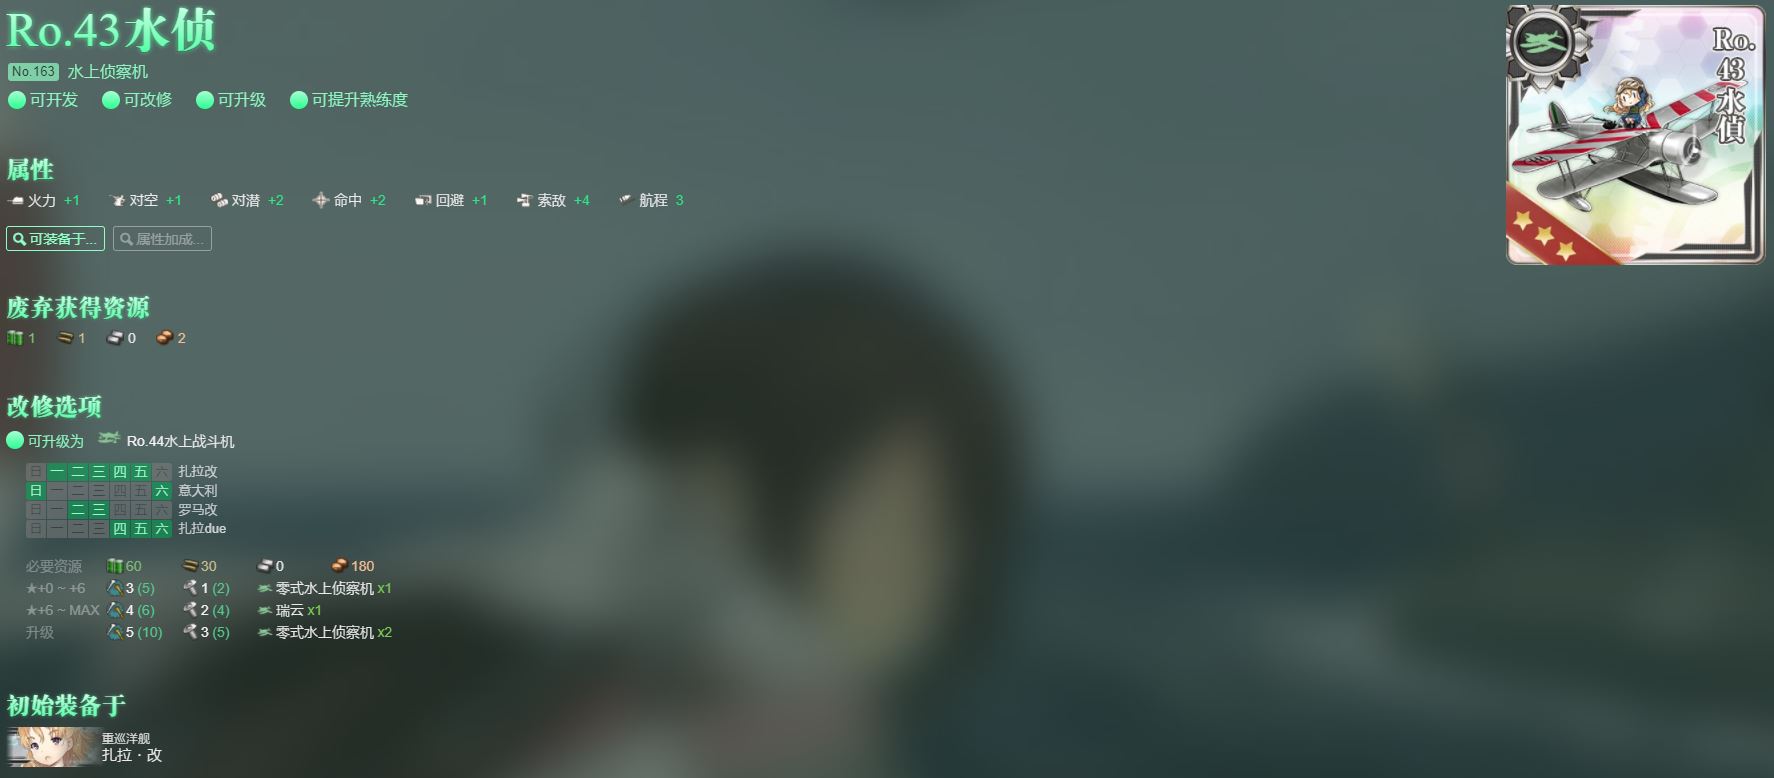 Ro.43水侦
No.163 水上侦察机
可开发 可改修 可升级 可提升熟练度
Ro.
43
水
偵
属性
火力 +1 对空 +1 对潜 +2 命中 +2 回避 +1 索敌 +4 航程 3
可装备于... 属性加成...
废弃获得资源
1 1 0 2
改修选项
可升级为 Ro.44水上战斗机
日 一 二 三 四 五 六 扎拉改
日 一 二 三 四 五 六 意大利
日 一 二 三 四 五 六 罗马改
日 一 二 三 四 五 六 扎拉due
必要资源 60 30 0 180
★+0 ~ +6 3 (5) 1 (2) 零式水上侦察机 x1
★+6 ~ MAX 4 (6) 2 (4) 瑞云 x1
升级 5 (10) 3 (5) 零式水上侦察机 x2
初始装备于
重巡洋舰
扎拉・改